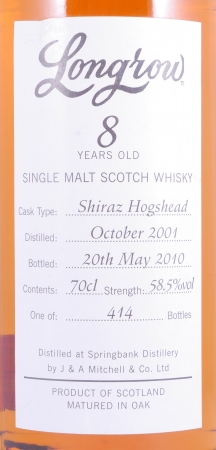 Longrow
8
YEARS OLD
SINGLE MALT SCOTCH WHISKY
Cask Type: Shiraz Hogshead
Distilled: October 2001
Bottled: 20th May 2010
Contents: 70cl Strength: 58.5%vol
One of: 414 Bottles
Distilled at Springbank Distillery
by J & A Mitchell & Co. Ltd
PRODUCT OF SCOTLAND
MATURED IN OAK